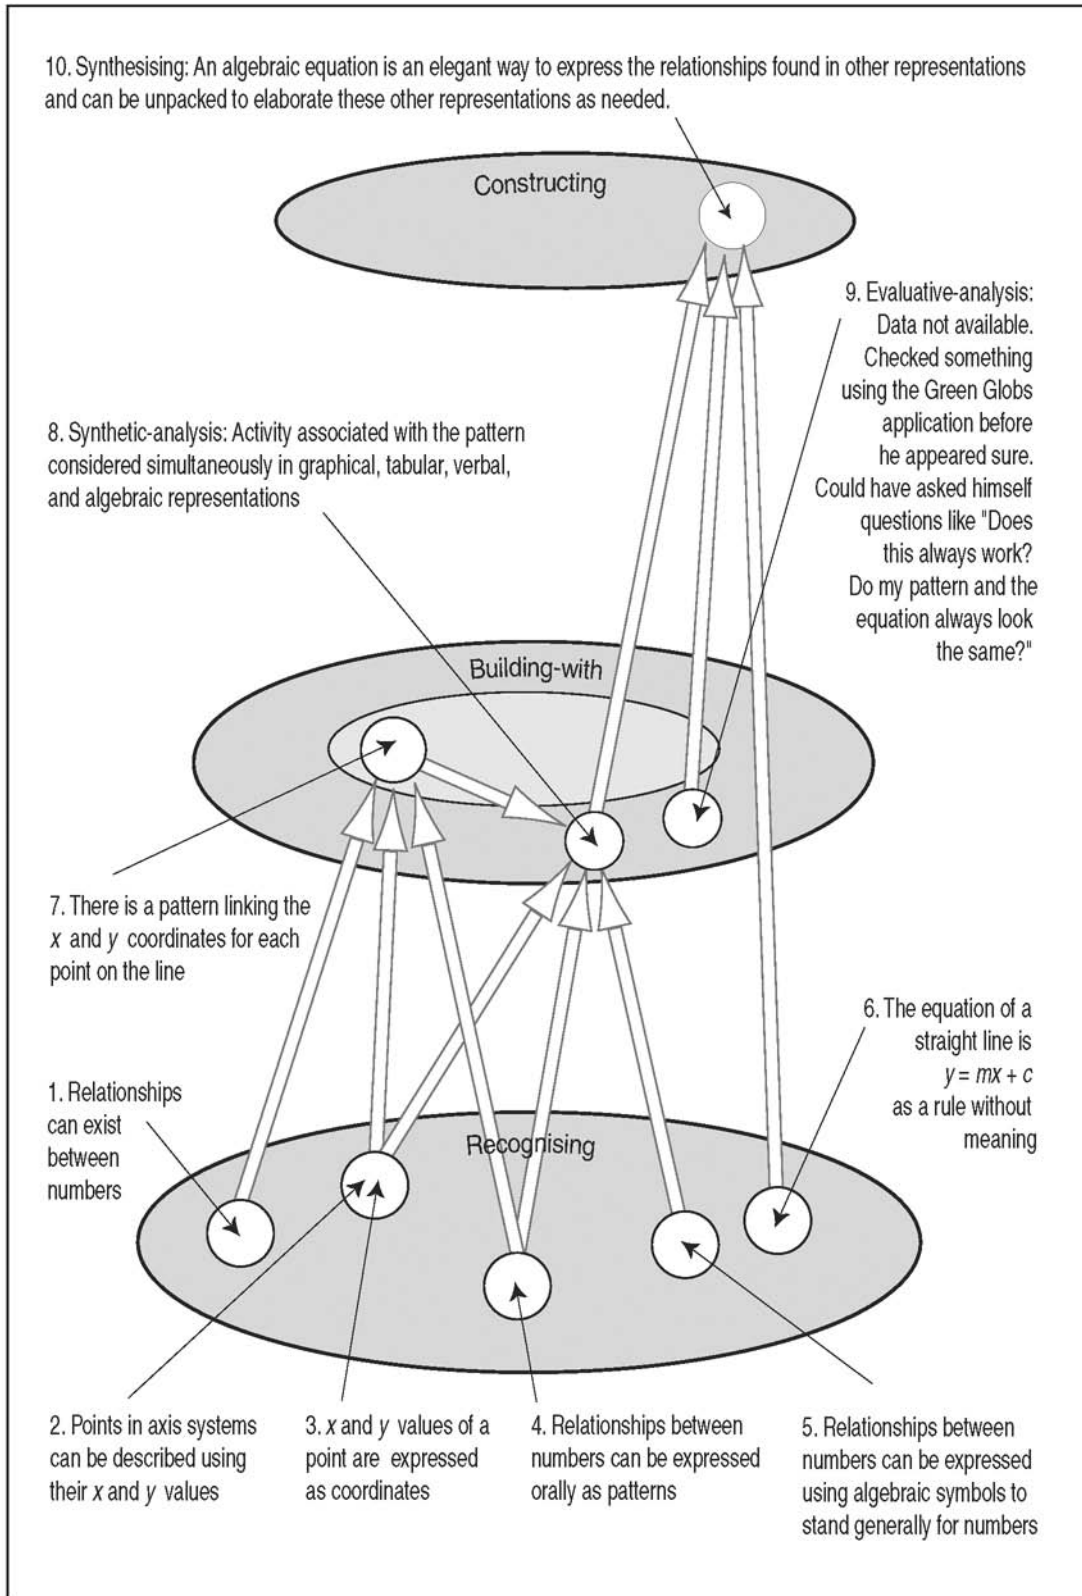 10. Synthesising: An algebraic equation is an elegant way to express the relationships found in other representations
and can be unpacked to elaborate these other representations as needed.
Constructing
9. Evaluative-analysis:
Data not available.
Checked something
using the Green Globs
application before
he appeared sure.
Could have asked himself
questions like "Does
this always work?
Do my pattern and the
equation always look
the same?"
8. Synthetic-analysis: Activity associated with the pattern
considered simultaneously in graphical, tabular, verbal,
and algebraic representations
Building-with
7. There is a pattern linking the
x and y coordinates for each
point on the line
6. The equation of a
straight line is
y = mx + c
as a rule without
meaning
1. Relationships
can exist
between
numbers
Recognising
2. Points in axis systems
can be described using
their x and y values
3. x and y values of a
point are expressed
as coordinates
4. Relationships between
numbers can be expressed
orally as patterns
5. Relationships between
numbers can be expressed
using algebraic symbols to
stand generally for numbers